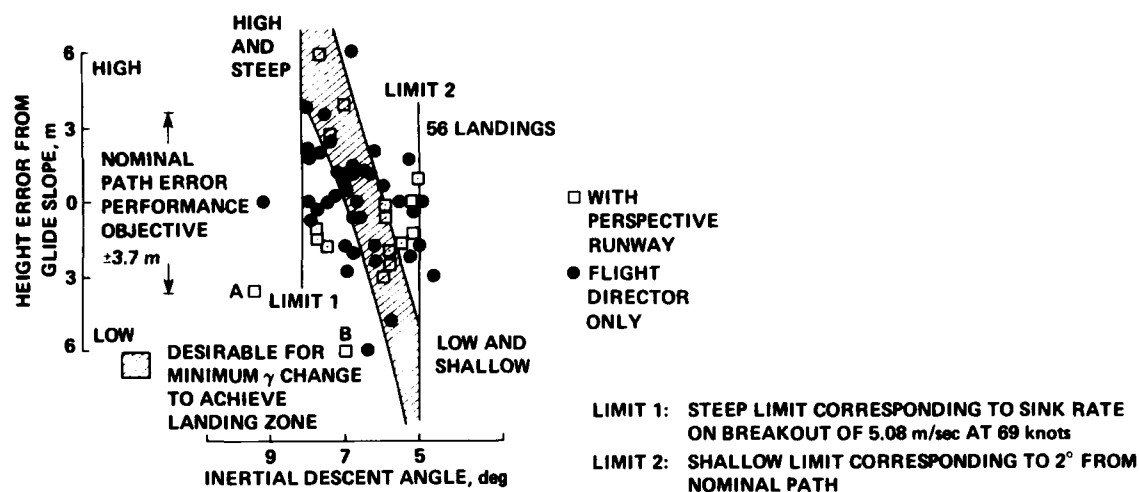 HIGH
AND
STEEP
6
HIGH
LIMIT 2
3
56 LANDINGS
HEIGHT ERROR FROM
GLIDE SLOPE, m
NOMINAL
PATH ERROR
PERFORMANCE
OBJECTIVE
±3.7 m
0
WITH
PERSPECTIVE
RUNWAY
3
FLIGHT
DIRECTOR
ONLY
A
LIMIT 1
LOW
B
6
LOW AND
SHALLOW
DESIRABLE FOR
MINIMUM γ CHANGE
TO ACHIEVE
LANDING ZONE
9 7 5
INERTIAL DESCENT ANGLE, deg
LIMIT 1: STEEP LIMIT CORRESPONDING TO SINK RATE
ON BREAKOUT OF 5.08 m/sec AT 69 knots
LIMIT 2: SHALLOW LIMIT CORRESPONDING TO 2° FROM
NOMINAL PATH